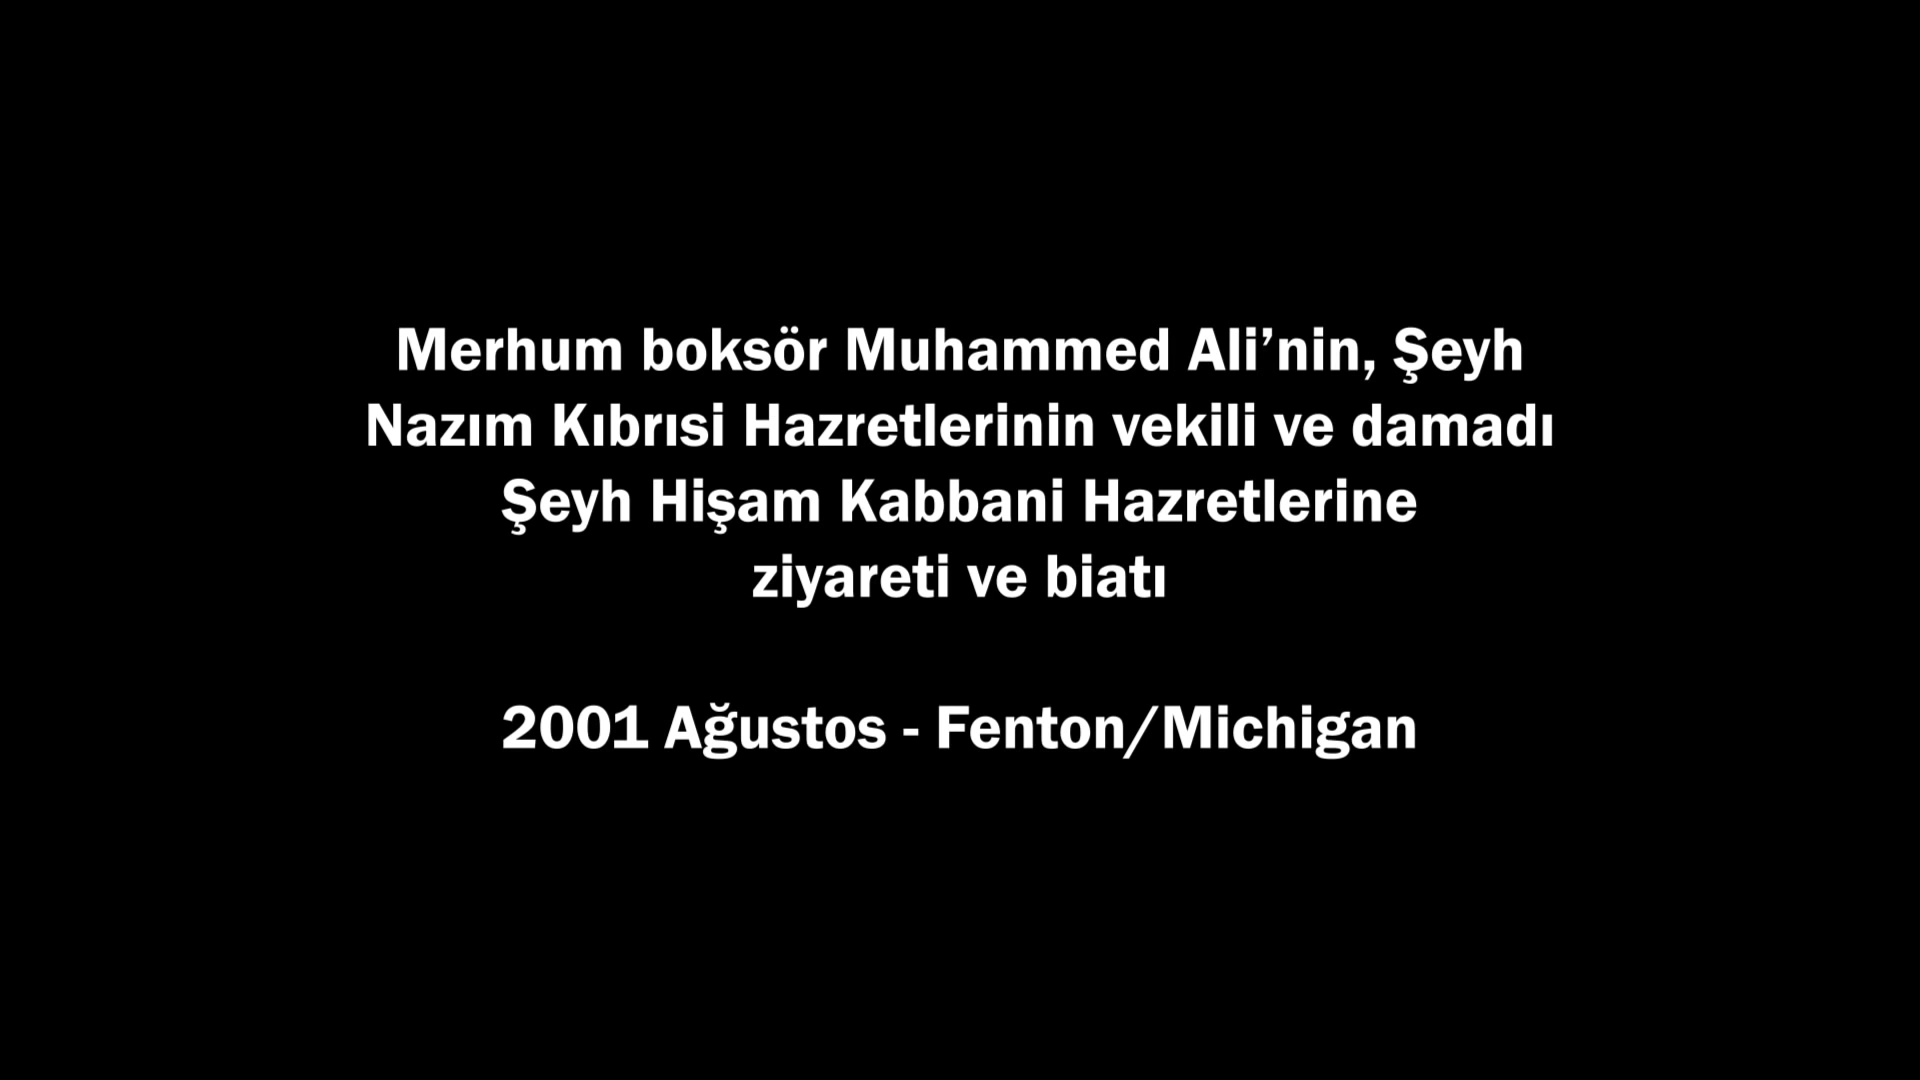 Merhum boksör Muhammed Ali’nin, Şeyh
Nazım Kıbrısi Hazretlerinin vekili ve damadı
Şeyh Hişam Kabbani Hazretlerine
ziyareti ve biatı
2001 Ağustos - Fenton/Michigan